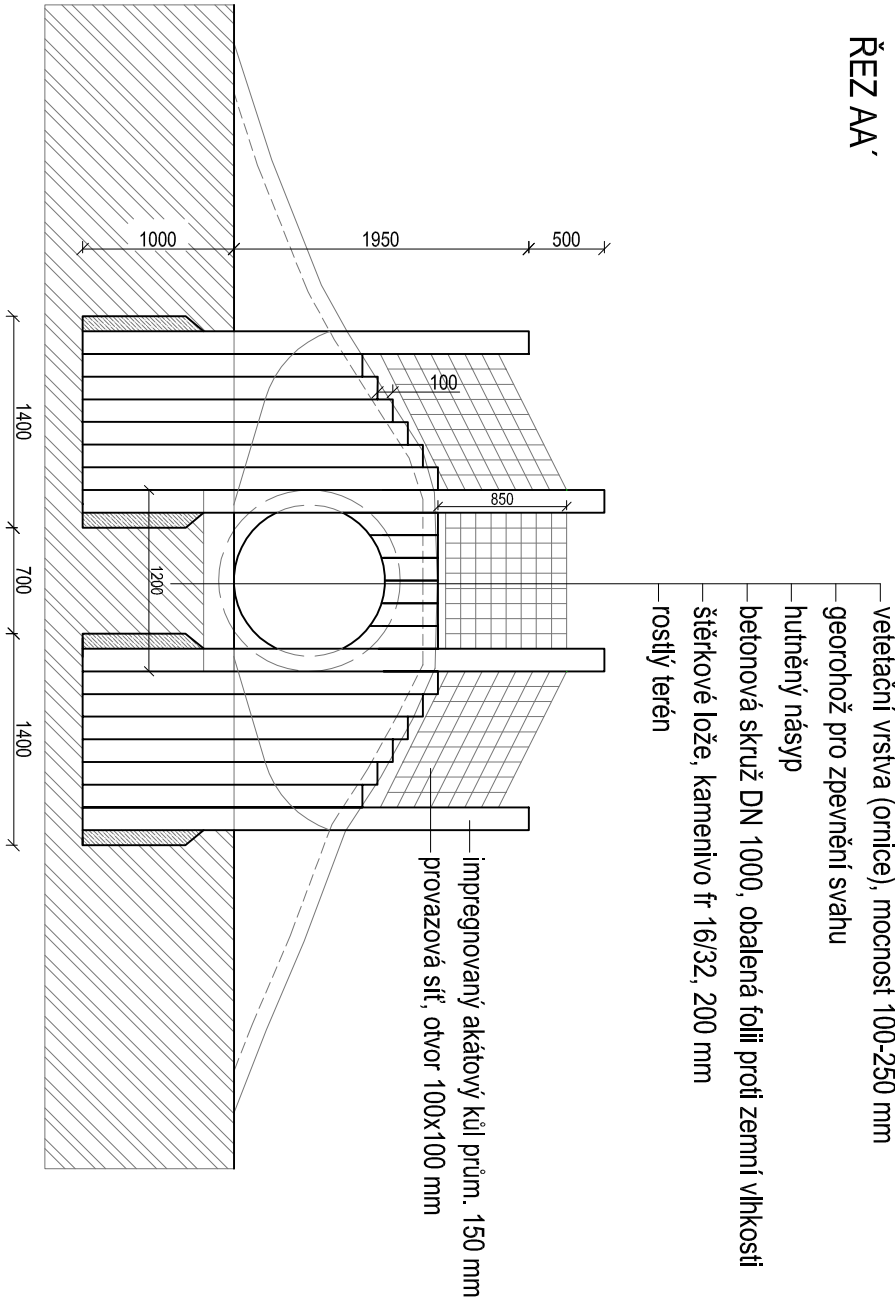 ŘEZ AA´
vetetační vrstva (ornice), mocnost 100-250 mm
georohož pro zpevnění svahu
hutněný násyp
betonová skruž DN 1000, obalená folii proti zemní vlhkosti
štěrkové lože, kamenivo fr 16/32, 200 mm
rostlý terén
impregnovaný akátový kůl prům. 150 mm
provazová síť, otvor 100x100 mm
1000
1950
500
100
850
1200
1400
700
1400